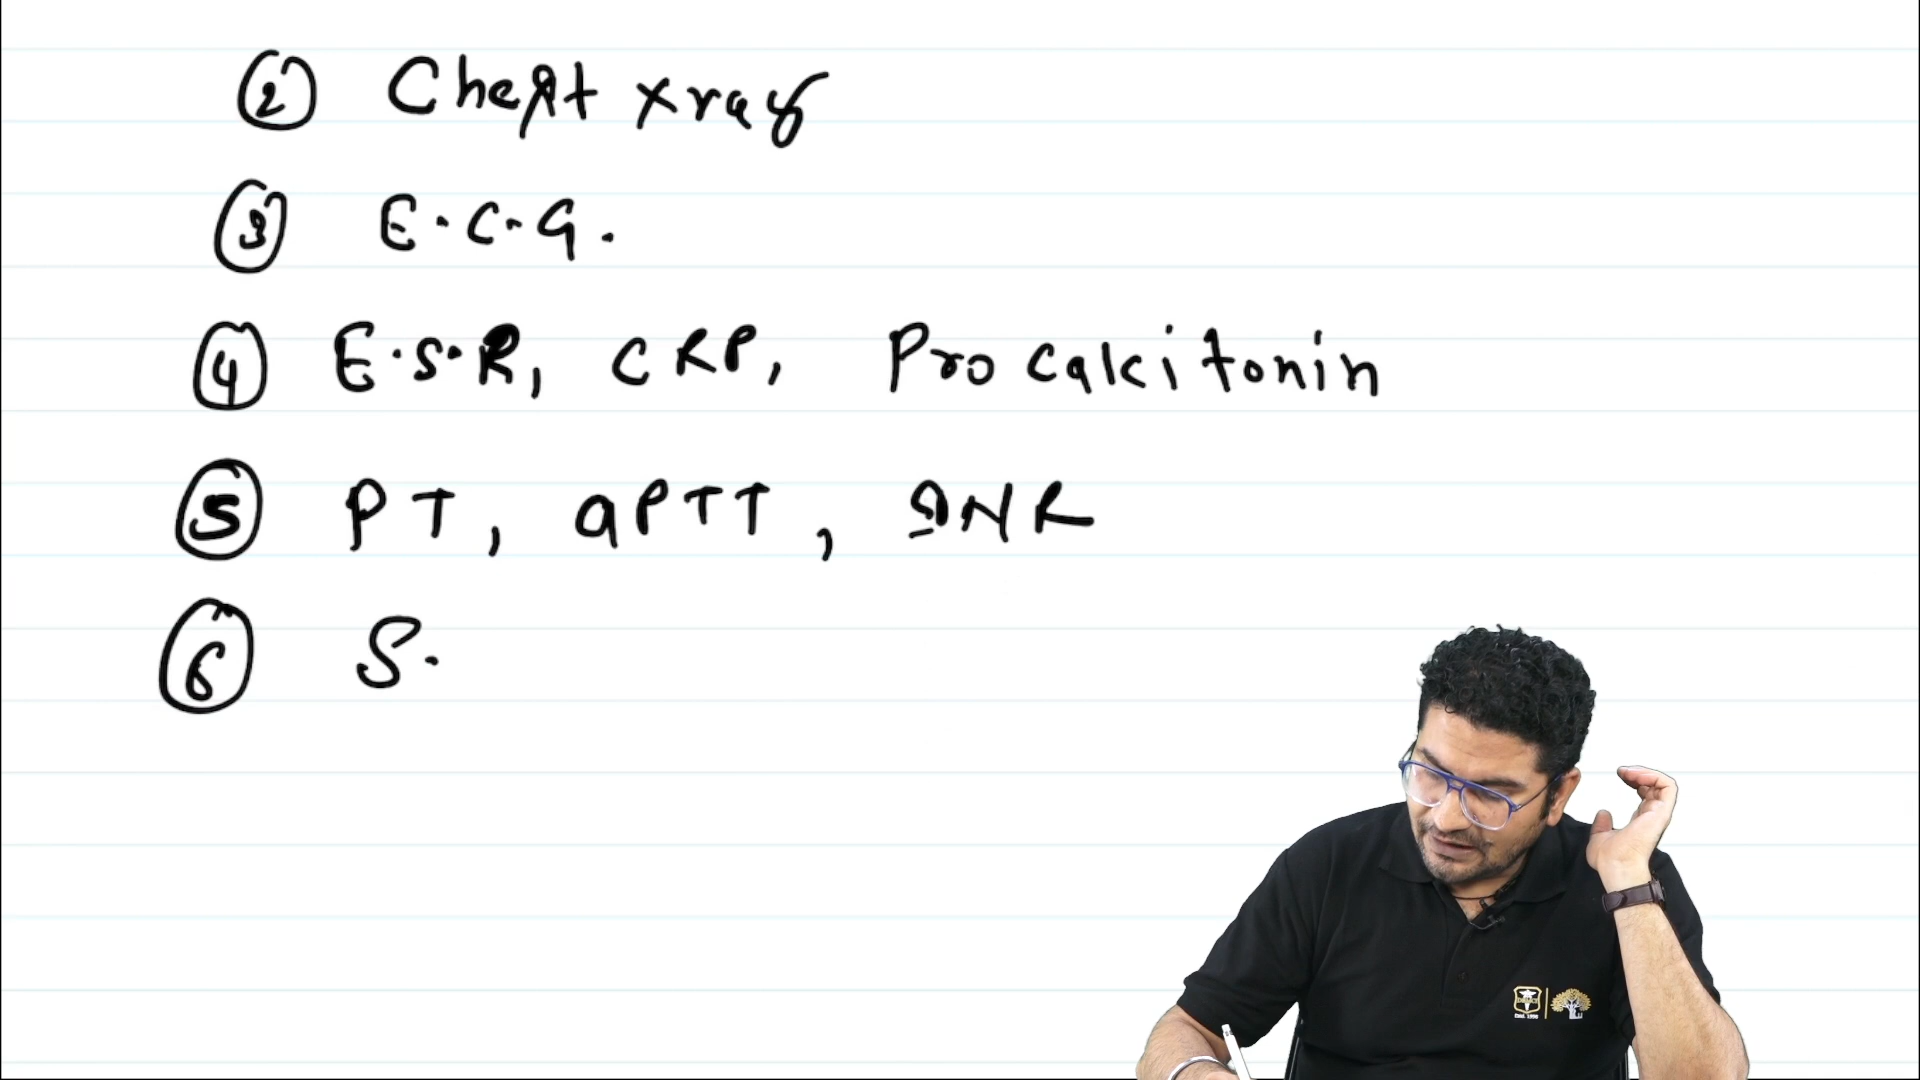 2 Chest xray
3 E.C.G.
4 E.S.R, CRP, Procalcitonin
5 PT, aPTT, INR
6 S.